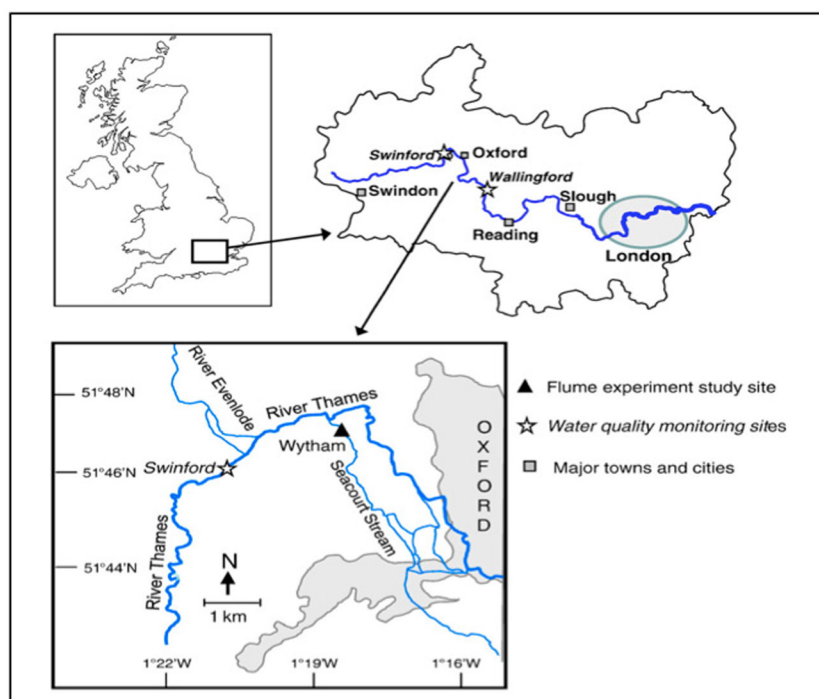 Swinford
Oxford
Wallingford
Swindon
Slough
Reading
London
51°48'N
51°46'N
51°44'N
River Evenlode
River Thames
Wytham
Swinford
Seacourt Stream
River Thames
OXFORD
N
1 km
1°22'W
1°19'W
1°16'W
Flume experiment study site
Water quality monitoring sites
Major towns and cities